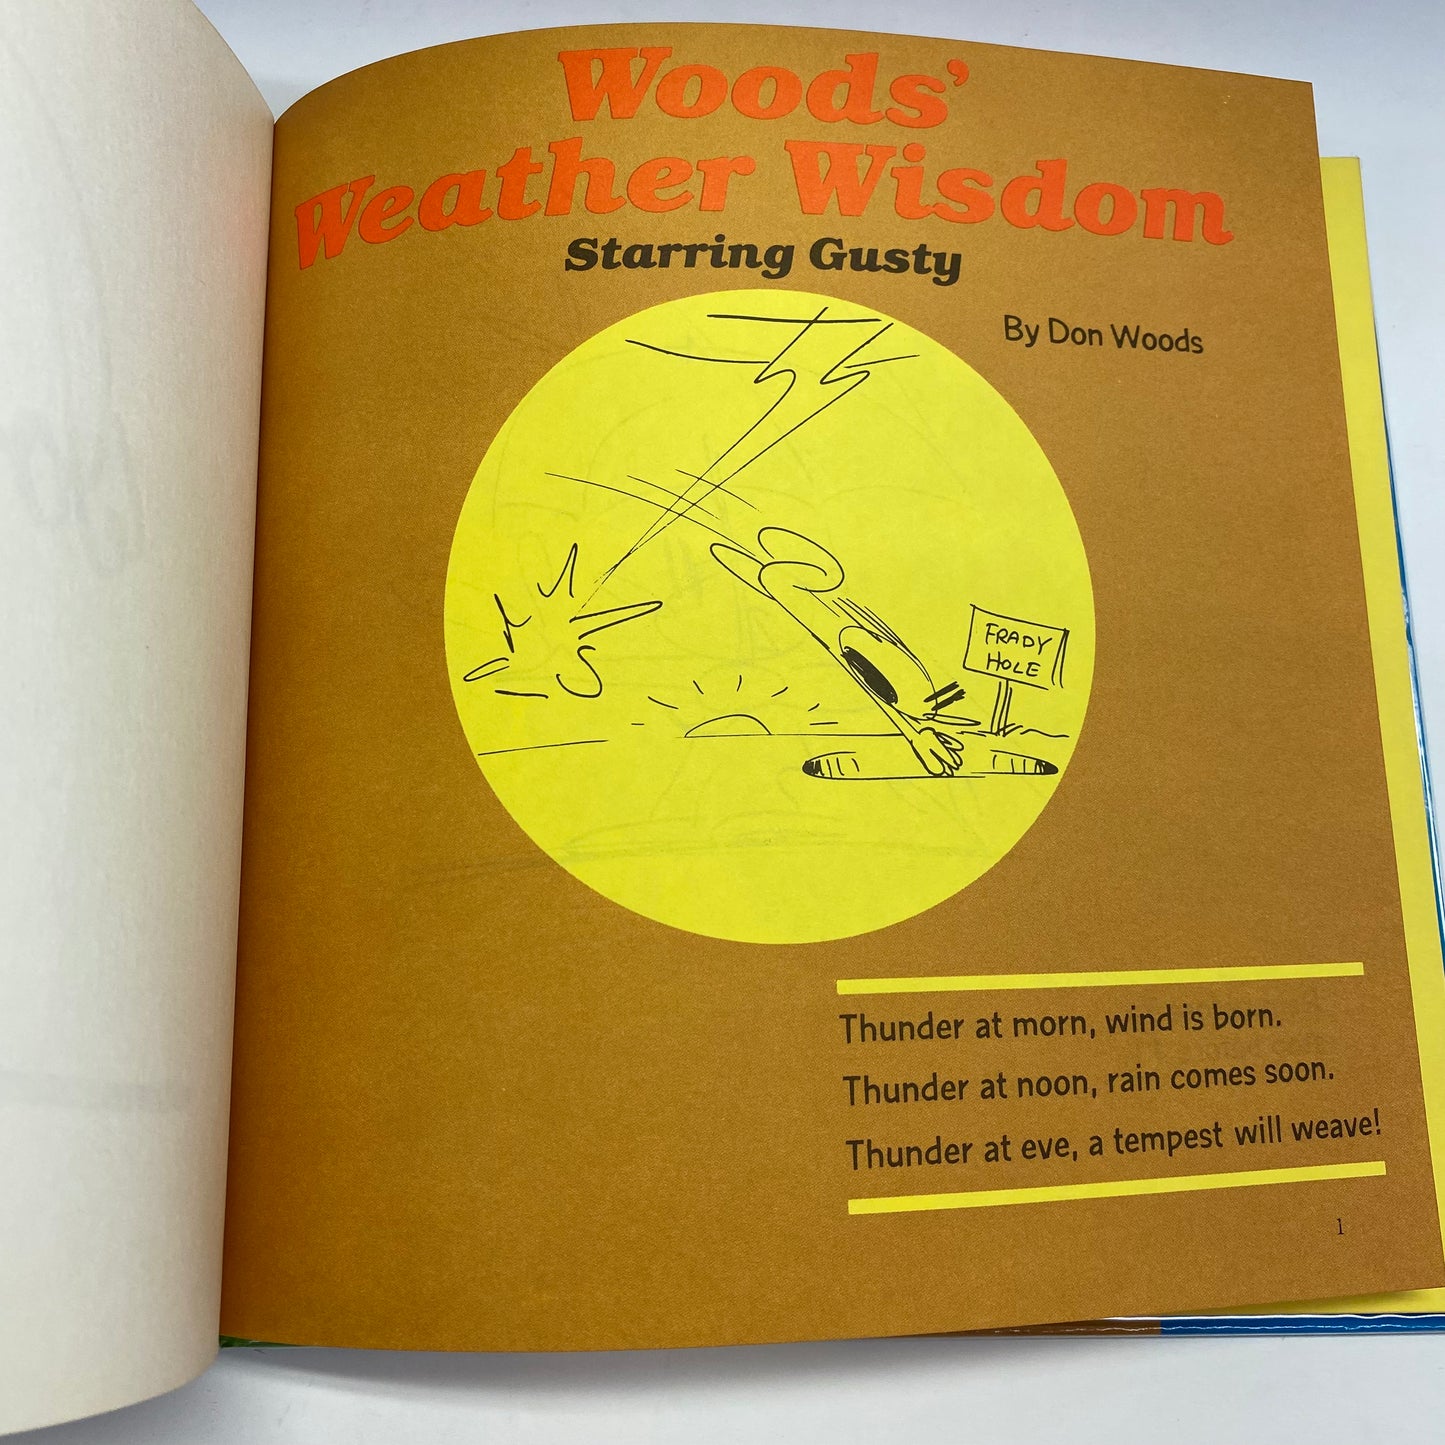 Woods'
Weather Wisdom
Starring Gusty
By Don Woods
FRADY
HOLE
Thunder at morn, wind is born.
Thunder at noon, rain comes soon.
Thunder at eve, a tempest will weave!
1